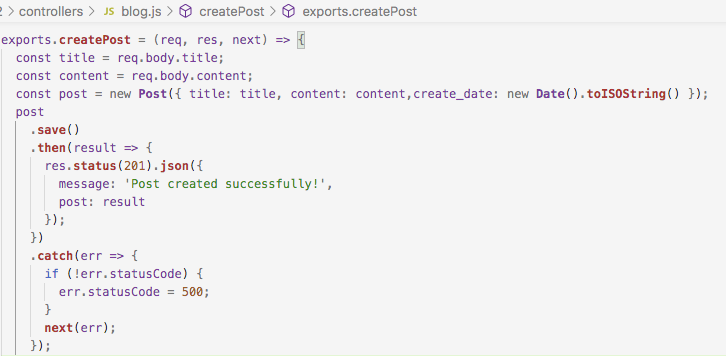 2 > controllers > JS blog.js > createPost > exports.createPost
exports.createPost = (req, res, next) => {
const title = req.body.title;
const content = req.body.content;
const post = new Post({ title: title, content: content,create_date: new Date().toISOString() });
post
.save()
.then(result => {
res.status(201).json({
message: 'Post created successfully!',
post: result
});
})
.catch(err => {
if (!err.statusCode) {
err.statusCode = 500;
}
next(err);
});